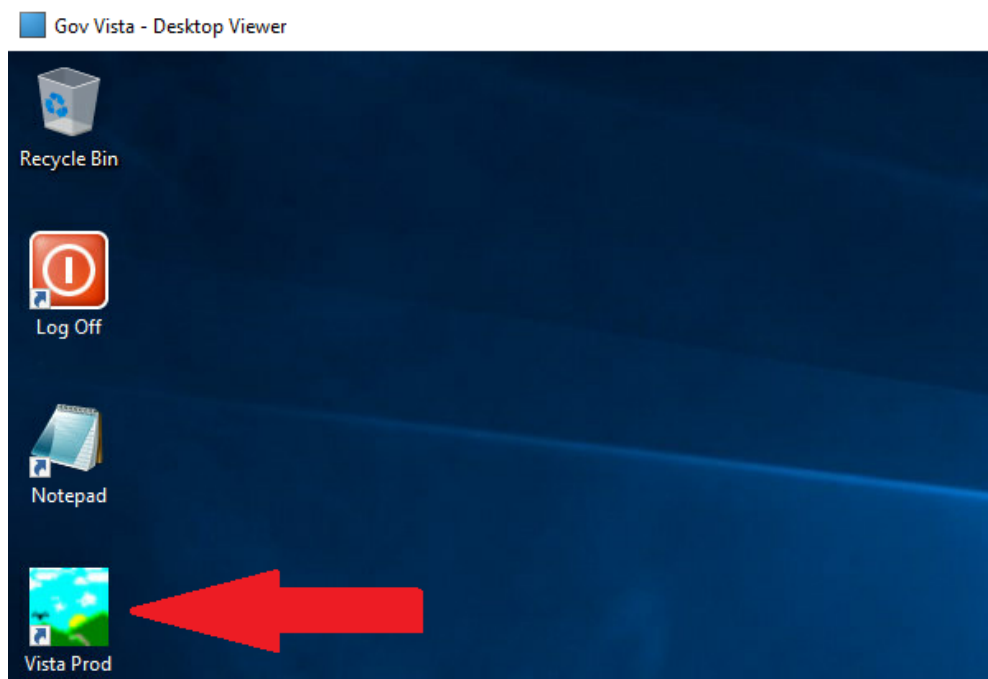 Gov Vista - Desktop Viewer
Recycle Bin
Log Off
Notepad
Vista Prod